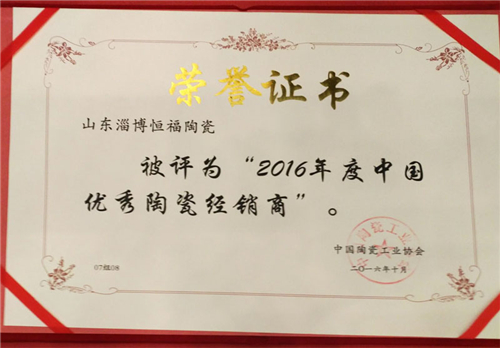 荣誉证书
山东淄博恒福陶瓷
被评为“2016年度中国
优秀陶瓷经销商”。
中国陶瓷工业协会
二〇一六年十月